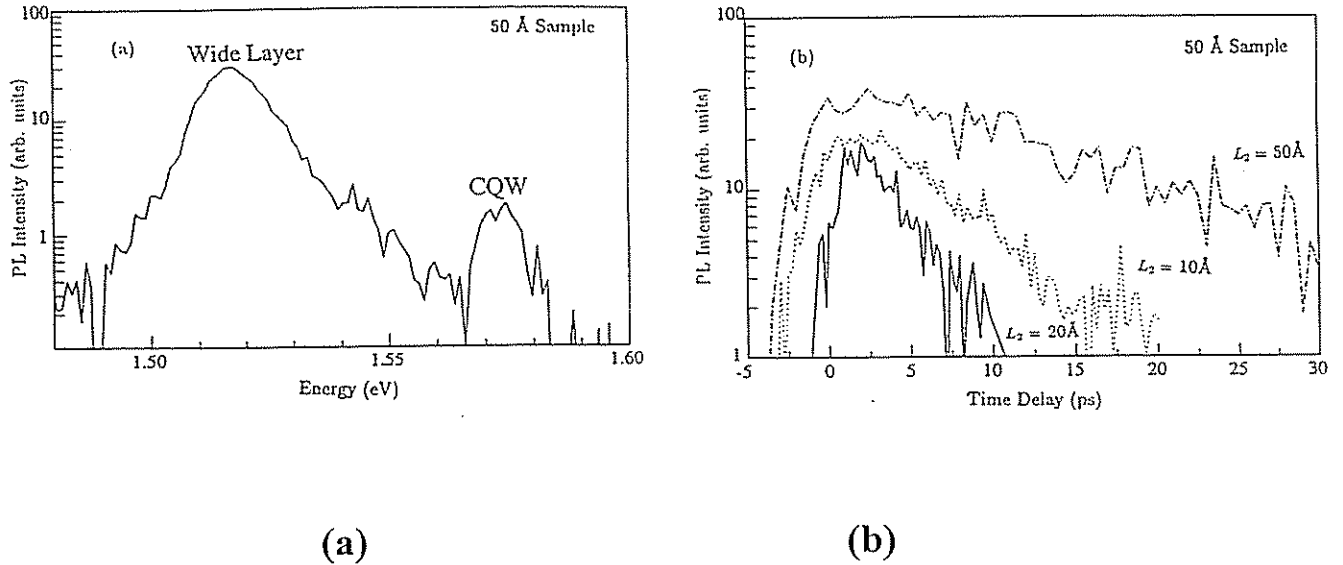 100
(a)
50 Å Sample
Wide Layer
10
CQW
1
PL Intensity (arb. units)
1.50
1.55
1.60
Energy (eV)
100
(b)
50 Å Sample
10
L₂ = 50Å
L₂ = 10Å
L₂ = 20Å
1
PL Intensity (arb. units)
-5
0
5
10
15
20
25
30
Time Delay (ps)
(a)
(b)